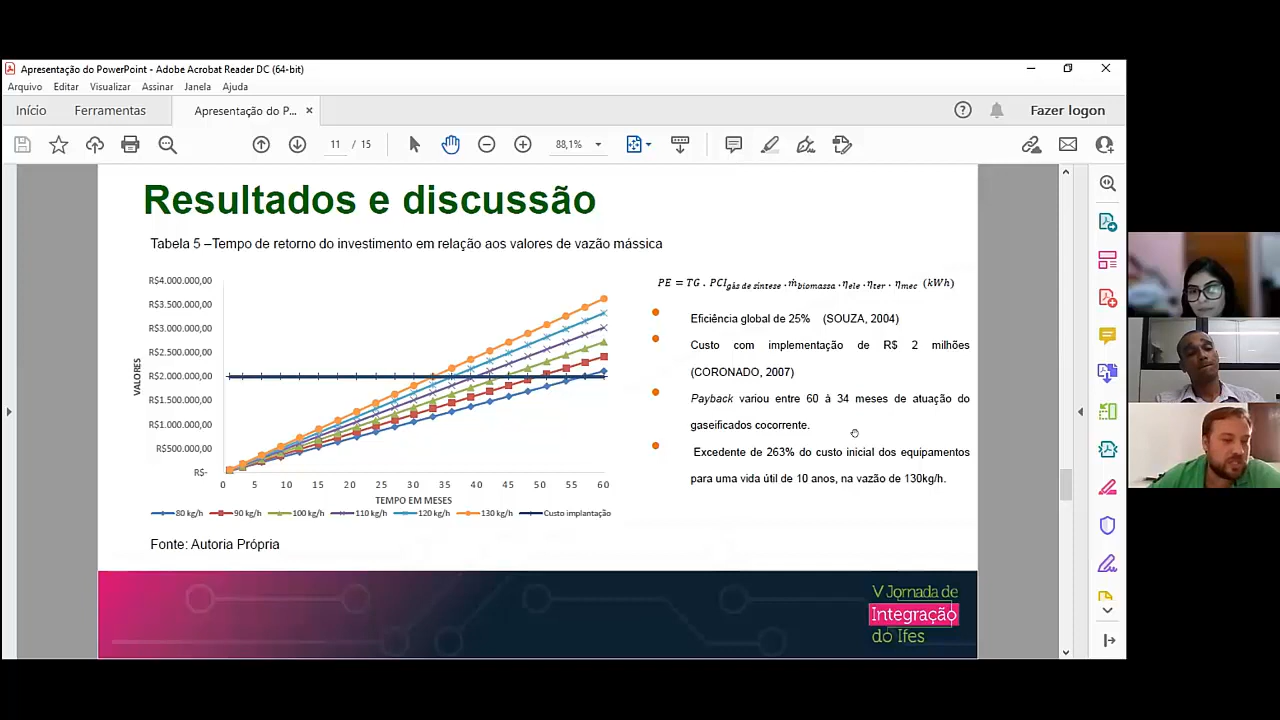 Apresentação do PowerPoint - Adobe Acrobat Reader DC (64-bit)
Arquivo Editar Visualizar Assinar Janela Ajuda
Início Ferramentas Apresentação do P... × Fazer logon
11 / 15 88,1%
Resultados e discussão
Tabela 5 –Tempo de retorno do investimento em relação aos valores de vazão mássica
R$4.000.000,00
R$3.500.000,00
R$3.000.000,00
R$2.500.000,00
R$2.000.000,00
R$1.500.000,00
R$1.000.000,00
R$500.000,00
R$-
VALORES
0 5 10 15 20 25 30 35 40 45 50 55 60
TEMPO EM MESES
80 kg/h 90 kg/h 100 kg/h 110 kg/h 120 kg/h 130 kg/h Custo implantação
Fonte: Autoria Própria
PE = TG . PCI gás de síntese . ṁ biomassa . η ele . η ter . η mec (kWh)
Eficiência global de 25% (SOUZA, 2004)
Custo com implementação de R$ 2 milhões
(CORONADO, 2007)
Payback variou entre 60 à 34 meses de atuação do
gaseificados cocorrente.
Excedente de 263% do custo inicial dos equipamentos
para uma vida útil de 10 anos, na vazão de 130kg/h.
V Jornada de
Integração
do Ifes